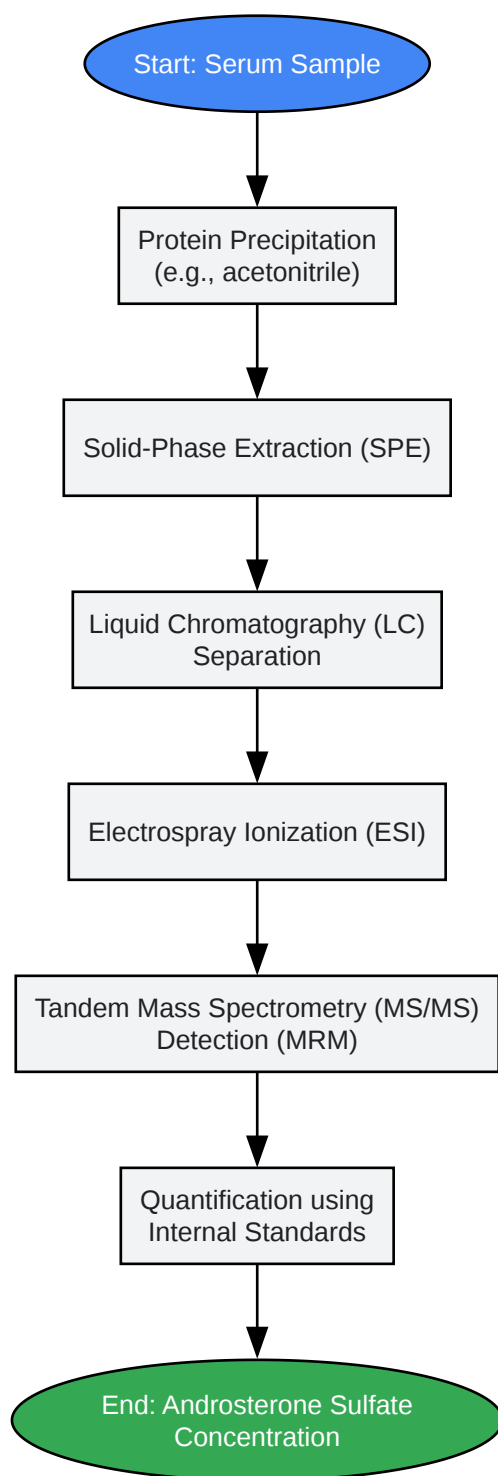 Start: Serum Sample
Protein Precipitation
(e.g., acetonitrile)
Solid-Phase Extraction (SPE)
Liquid Chromatography (LC)
Separation
Electrospray Ionization (ESI)
Tandem Mass Spectrometry (MS/MS)
Detection (MRM)
Quantification using
Internal Standards
End: Androsterone Sulfate
Concentration